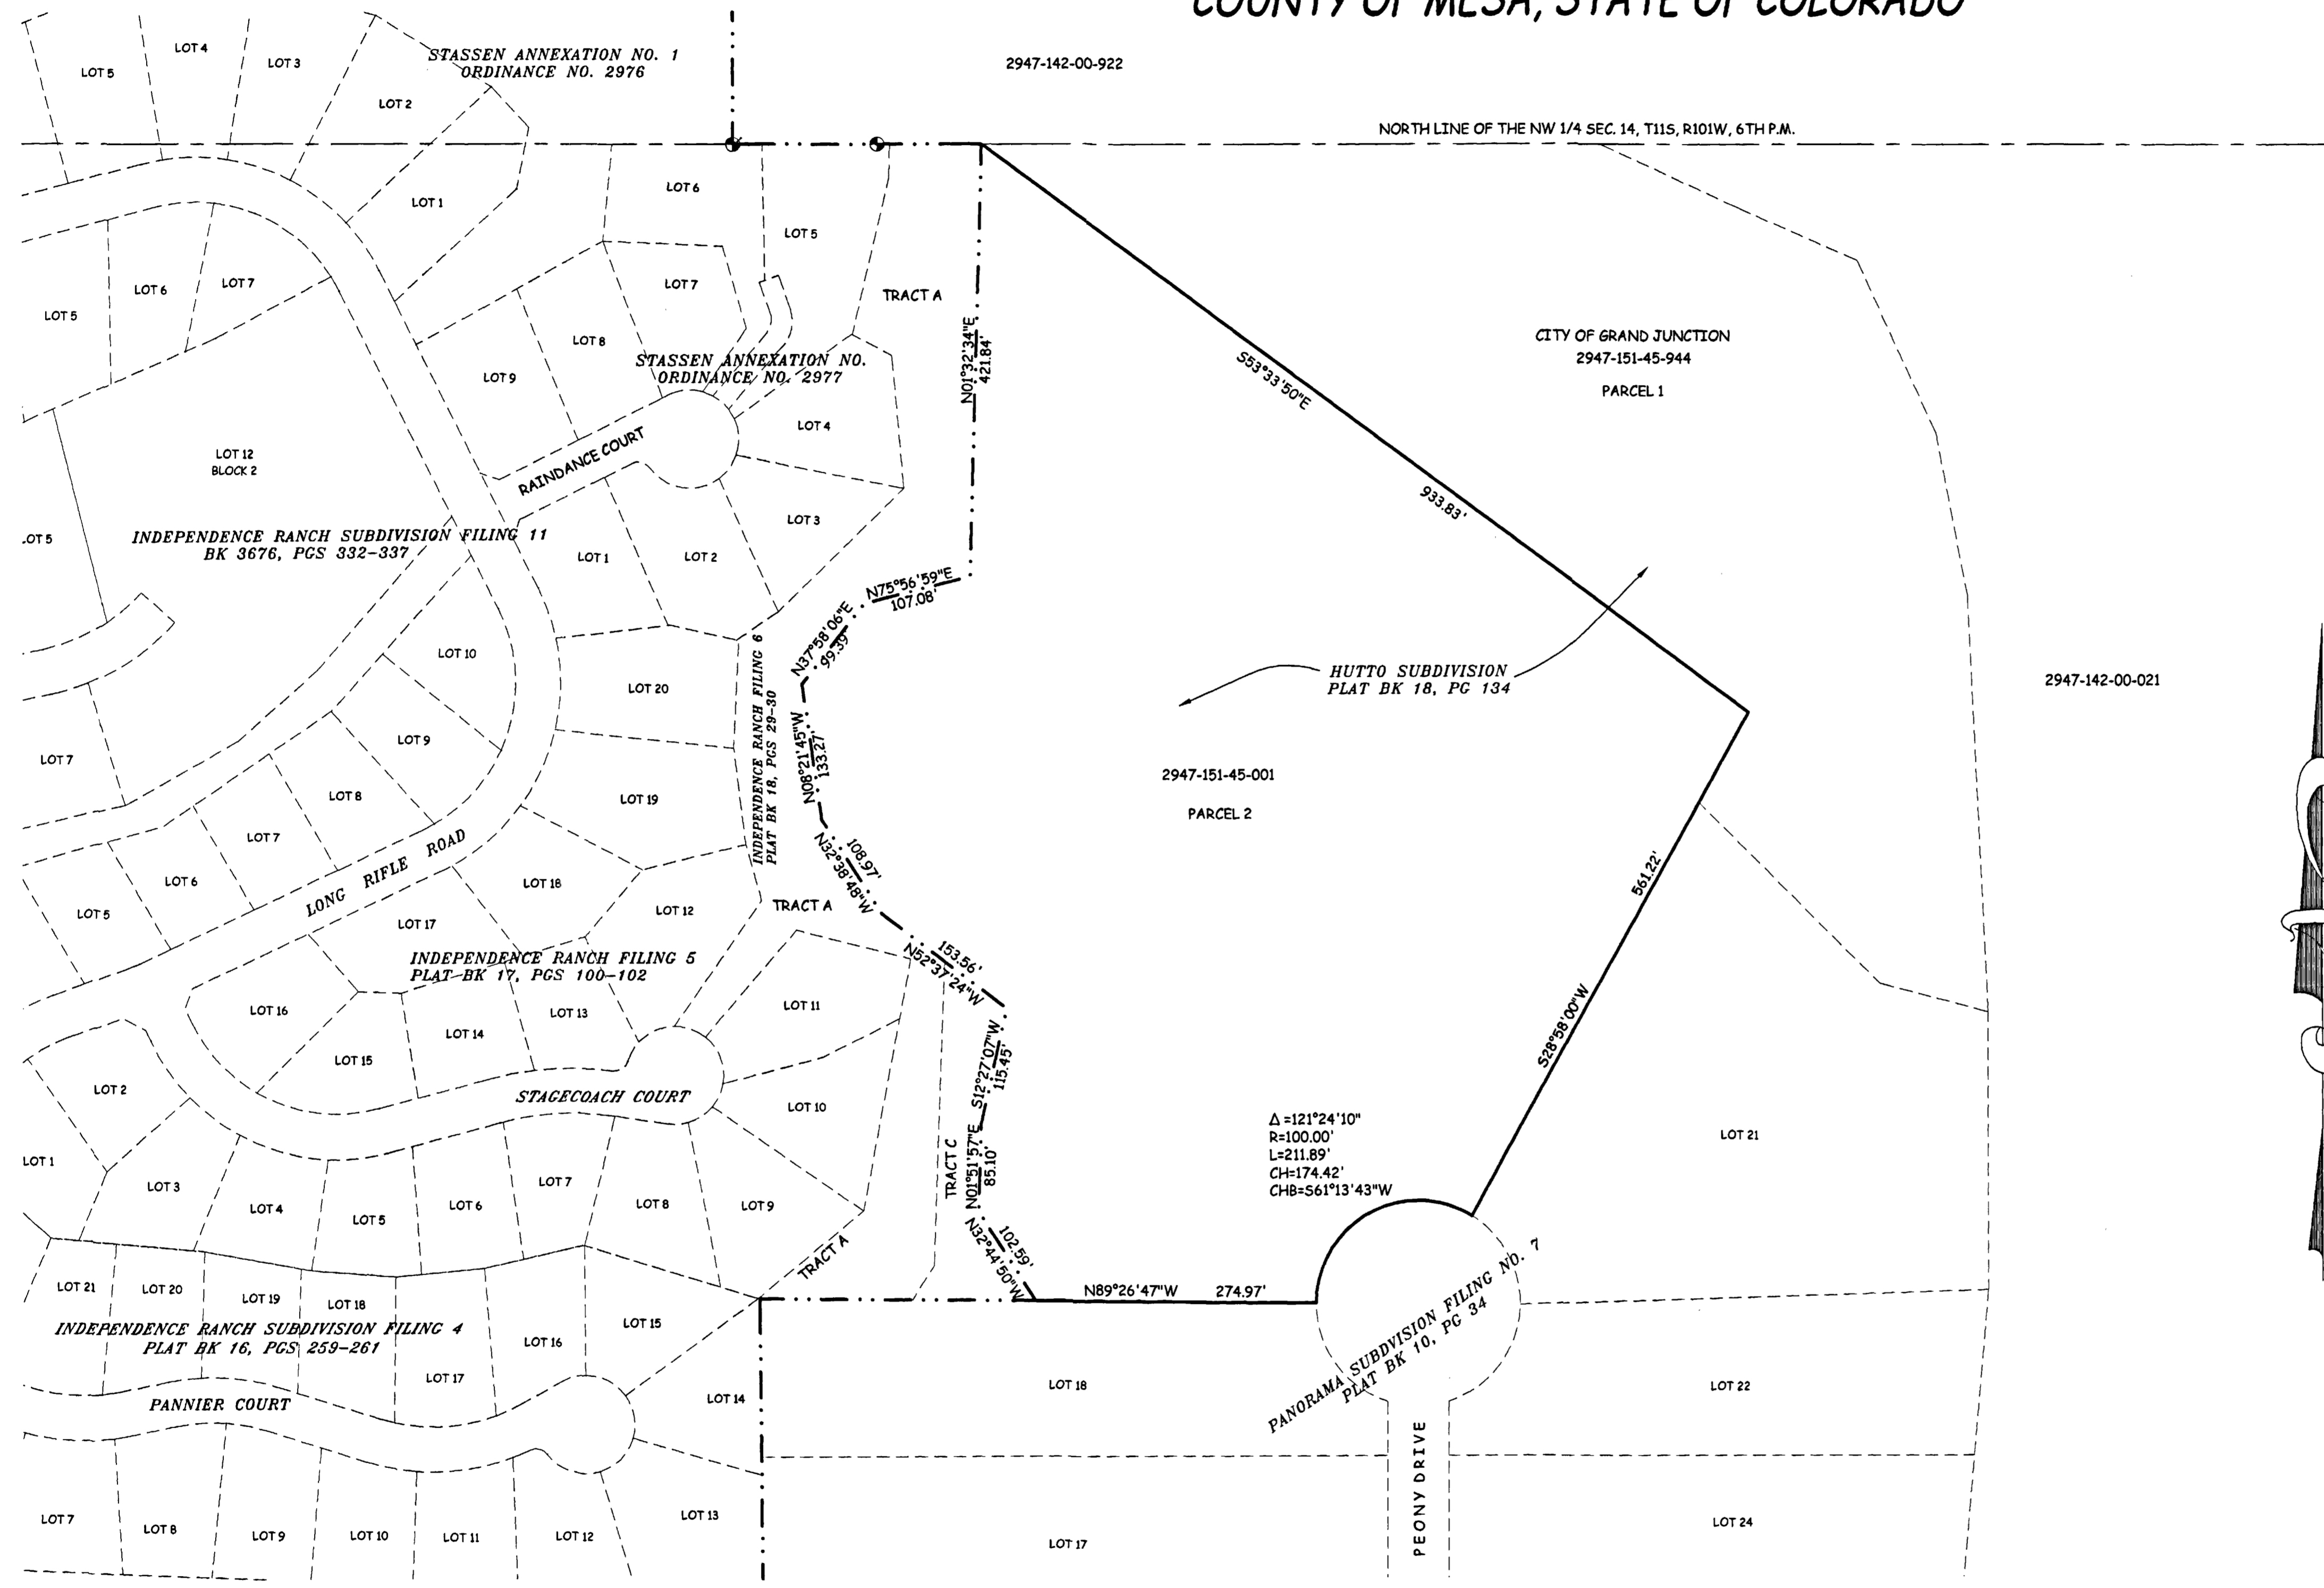 COUNTY OF MESA, STATE OF COLORADO
STASSEN ANNEXATION NO. 1
ORDINANCE NO. 2976
2947-142-00-922
LOT 5
LOT 4
LOT 3
LOT 2
LOT 1
NORTH LINE OF THE NW 1/4 SEC. 14, T11S, R101W, 6TH P.M.
LOT 6
LOT 5
LOT 7
TRACT A
LOT 5
LOT 6
LOT 7
LOT 8
LOT 9
STASSEN ANNEXATION NO.
ORDINANCE NO. 2977
N01°32'34"E
421.84'
S53°33'50"E
933.83'
CITY OF GRAND JUNCTION
2947-151-45-944
PARCEL 1
LOT 4
RAINDANCE COURT
LOT 12
BLOCK 2
LOT 3
LOT 5
INDEPENDENCE RANCH SUBDIVISION FILING 11
BK 3676, PGS 332-337
LOT 1
LOT 2
N75°56'59"E
107.08'
N37°58'06"E
99.39'
LOT 10
LOT 20
INDEPENDENCE RANCH FILING 6
PLAT BK 18, PGS 29-30
HUTTO SUBDIVISION
PLAT BK 18, PG 134
2947-142-00-021
N08°21'45"W
133.27'
LOT 9
LOT 7
LOT 8
LOT 19
2947-151-45-001
PARCEL 2
LOT 7
LONG RIFLE ROAD
108.97'
N32°38'48"W
LOT 6
LOT 5
LOT 18
LOT 12
TRACT A
LOT 17
561.22'
S28°58'00"W
INDEPENDENCE RANCH FILING 5
PLAT BK 17, PGS 100-102
153.56'
N52°37'24"W
LOT 16
LOT 13
LOT 11
LOT 14
LOT 15
S12°27'07"W
115.45'
LOT 2
STAGECOACH COURT
LOT 10
Δ=121°24'10"
R=100.00'
L=211.89'
CH=174.42'
CHB=S61°13'43"W
LOT 21
TRACT C
N01°51'57"E
85.10'
LOT 1
LOT 3
LOT 4
LOT 5
LOT 6
LOT 7
LOT 8
LOT 9
TRACT A
102.59'
N32°44'50"W
N89°26'47"W 274.97'
LOT 21
LOT 20
LOT 19
LOT 18
LOT 15
INDEPENDENCE RANCH SUBDIVISION FILING 4
PLAT BK 16, PGS 259-261
LOT 16
LOT 17
PANORAMA SUBDVISION FILING NO. 7
PLAT BK 10, PG 34
LOT 18
LOT 22
LOT 14
PANNIER COURT
PEONY DRIVE
LOT 7
LOT 8
LOT 9
LOT 10
LOT 11
LOT 12
LOT 13
LOT 17
LOT 24